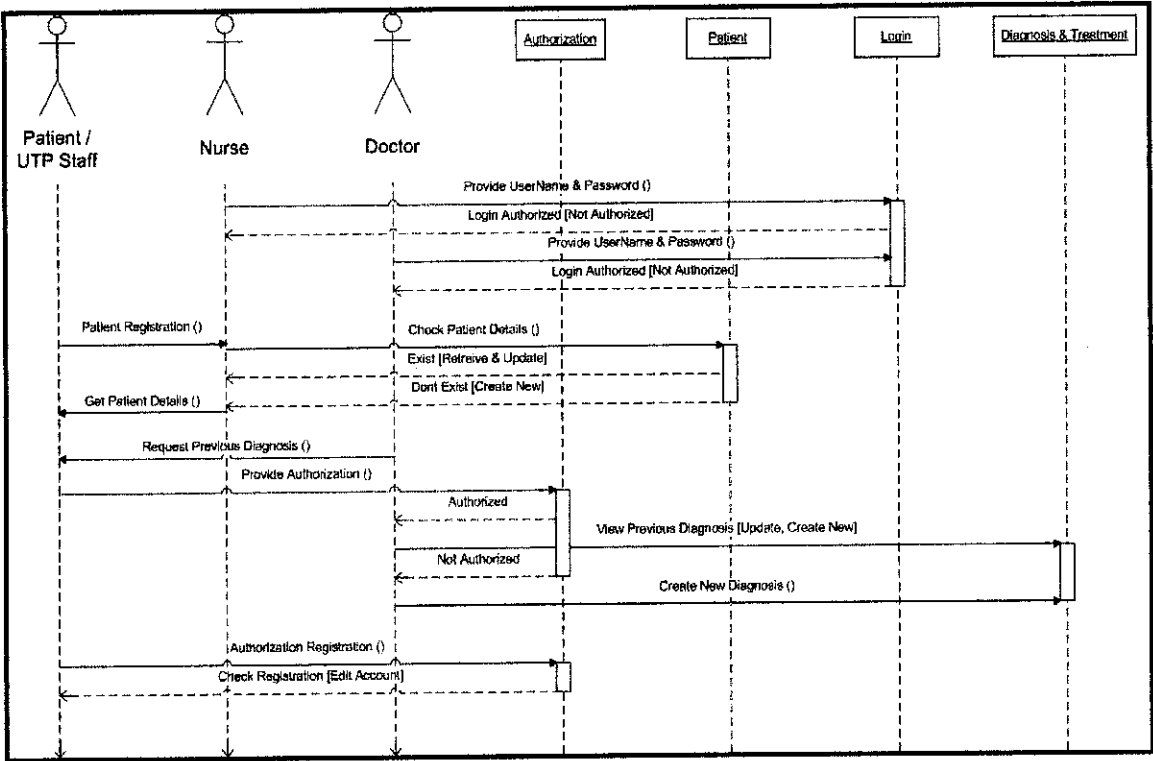 Authorization
Patient
Login
Diagnosis & Treatment
Patient /
UTP Staff
Nurse
Doctor
Provide UserName & Password ()
Login Authorized [Not Authorized]
Provide UserName & Password ()
Login Authorized [Not Authorized]
Patient Registration ()
Check Patient Details ()
Exist [Retreive & Update]
Dont Exist [Create New]
Get Patient Details ()
Request Previous Diagnosis ()
Provide Authorization ()
Authorized
View Previous Diagnosis [Update, Create New]
Not Authorized
Create New Diagnosis ()
Authorization Registration ()
Check Registration [Edit Account]